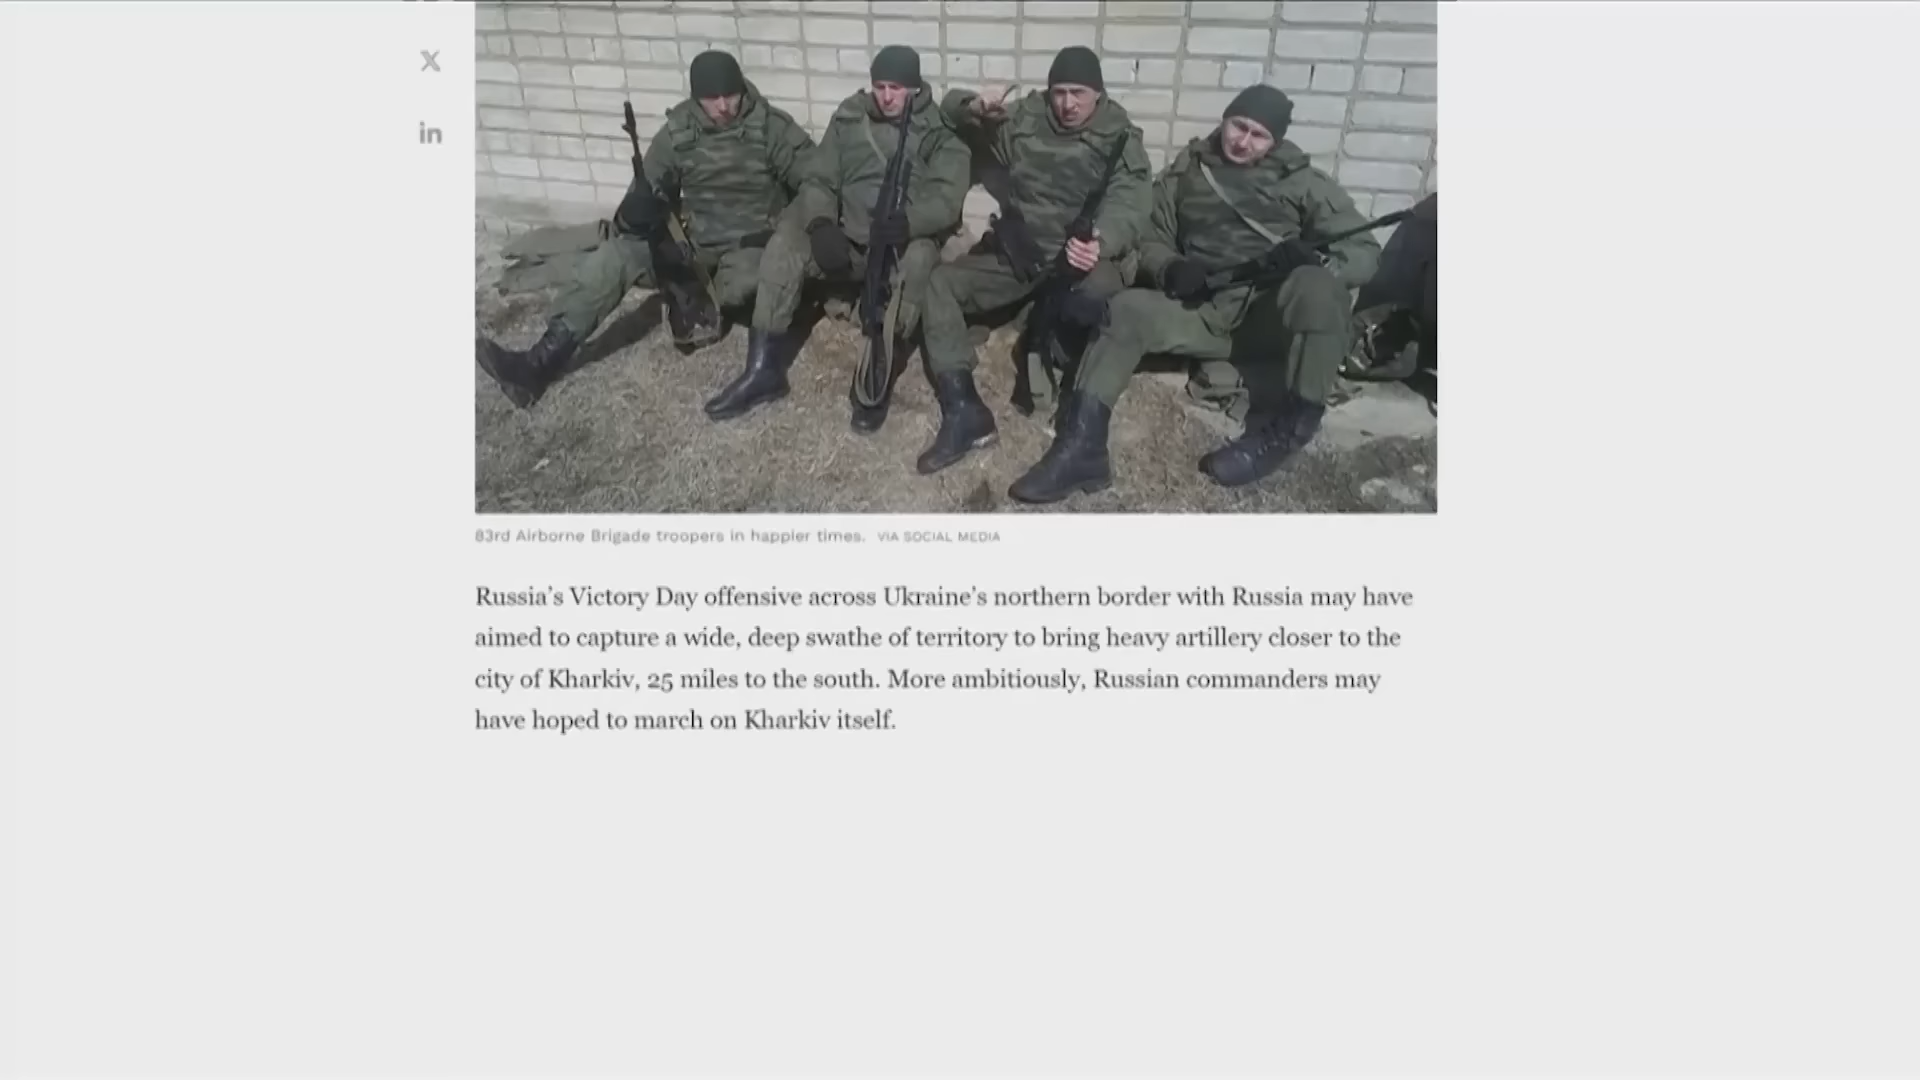 X
in
83rd Airborne Brigade troopers in happier times. VIA SOCIAL MEDIA
Russia's Victory Day offensive across Ukraine's northern border with Russia may have
aimed to capture a wide, deep swathe of territory to bring heavy artillery closer to the
city of Kharkiv, 25 miles to the south. More ambitiously, Russian commanders may
have hoped to march on Kharkiv itself.